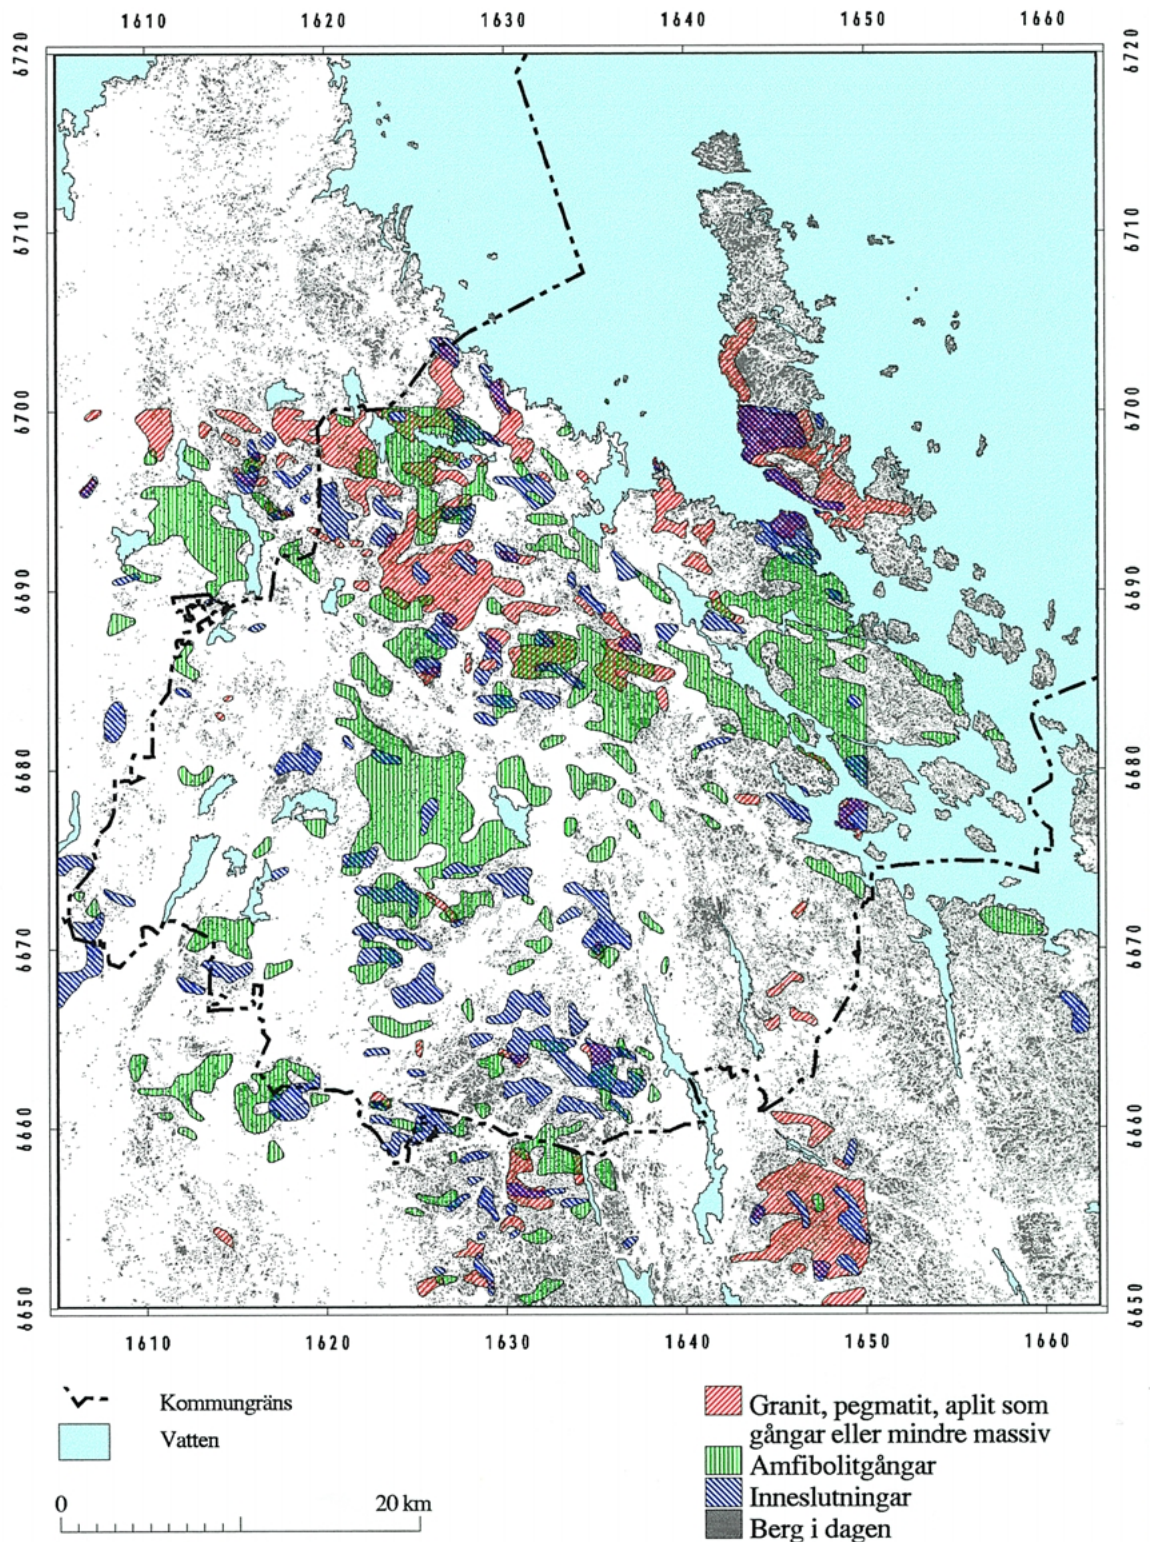 1610 1620 1630 1640 1650 1660
6720 6720
6710 6710
6700 6700
6690 6690
6680 6680
6670 6670
6660 6660
6650 6650
1610 1620 1630 1640 1650 1660
Kommungräns
Vatten
0 20 km
Granit, pegmatit, aplit som
gångar eller mindre massiv
Amfibolitgångar
Inneslutningar
Berg i dagen